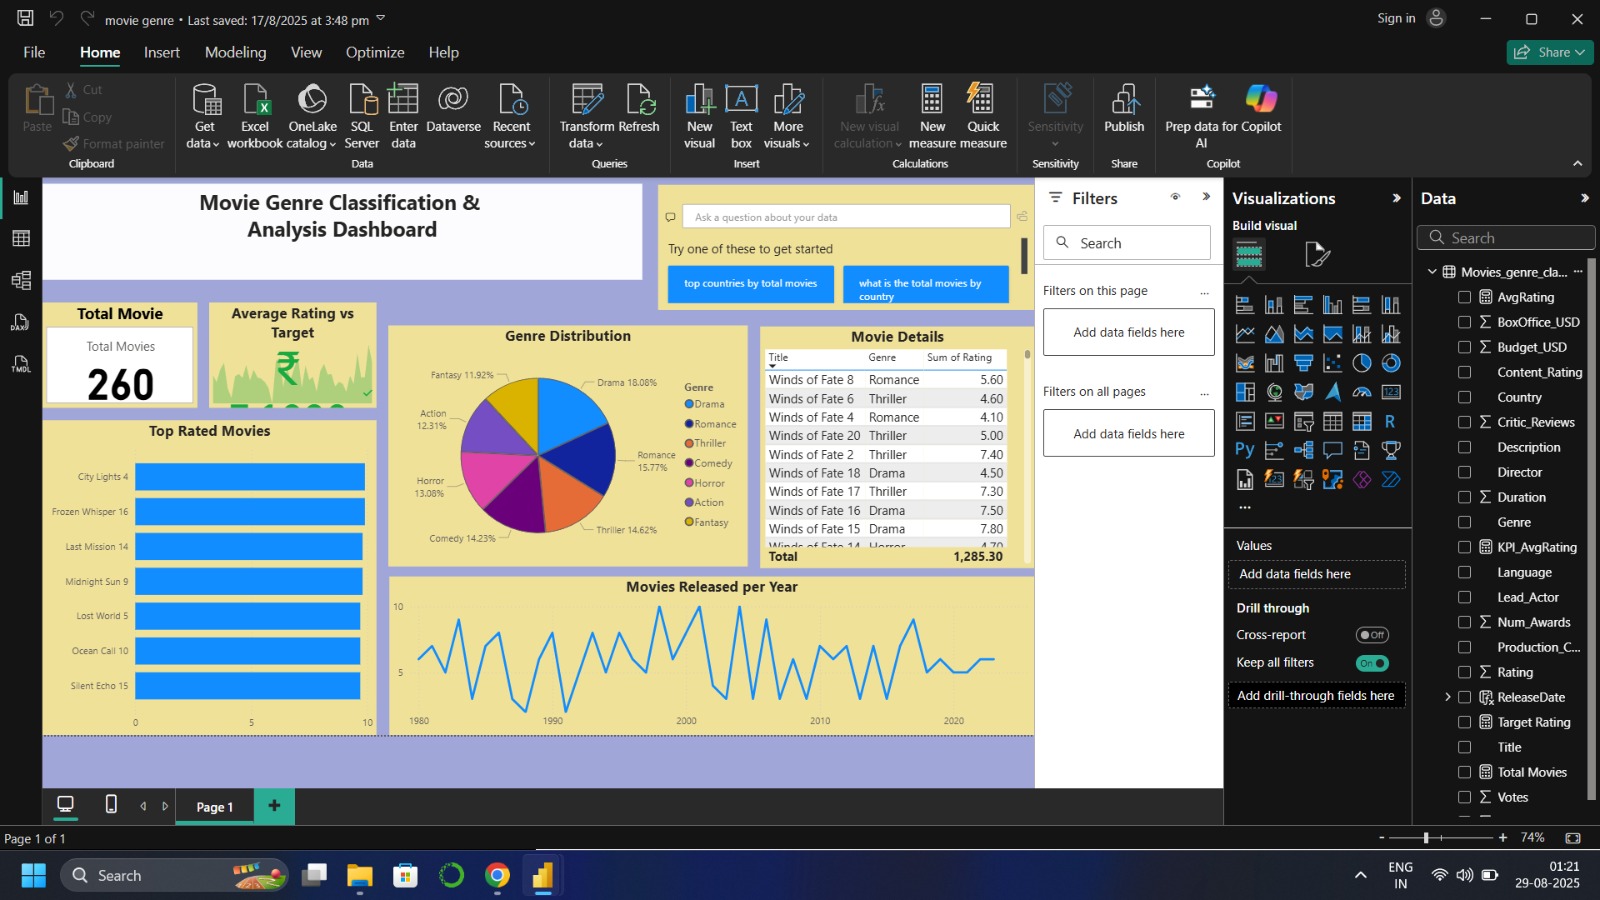 movie genre • Last saved: 17/8/2025 at 3:48 pm
Sign in
File
Home
Insert
Modeling
View
Optimize
Help
Share
Paste
Cut
Copy
Format painter
Clipboard
Get
data
Excel
workbook
OneLake
catalog
SQL
Server
Enter
data
Dataverse
Recent
sources
Data
Transform
data
Refresh
Queries
New
visual
Text
box
More
visuals
Insert
New visual
calculation
New
measure
Quick
measure
Calculations
Sensitivity
Sensitivity
Publish
Share
Prep data for
AI
Copilot
Copilot
Movie Genre Classification &
Analysis Dashboard
Ask a question about your data
Try one of these to get started
top countries by total movies
what is the total movies by
country
Total Movie
Total Movies
260
Average Rating vs
Target
₹
Top Rated Movies
City Lights 4
Frozen Whisper 16
Last Mission 14
Midnight Sun 9
Lost World 5
Ocean Call 10
Silent Echo 15
0
5
10
Genre Distribution
Fantasy 11.92%
Drama 18.08%
Action
12.31%
Romance
15.77%
Horror
13.08%
Thriller 14.62%
Comedy 14.23%
Genre
Drama
Romance
Thriller
Comedy
Horror
Action
Fantasy
Movie Details
Title Genre Sum of Rating
Winds of Fate 8 Romance 5.60
Winds of Fate 6 Thriller 4.60
Winds of Fate 4 Romance 4.10
Winds of Fate 20 Thriller 5.00
Winds of Fate 2 Thriller 7.40
Winds of Fate 18 Drama 4.50
Winds of Fate 17 Thriller 7.30
Winds of Fate 16 Drama 7.50
Winds of Fate 15 Drama 7.80
Winds of Fate 14 Horror 4.70
Total 1,285.30
Movies Released per Year
10
5
1980
1990
2000
2010
2020
Filters
Search
Filters on this page
...
Add data fields here
Filters on all pages
...
Add data fields here
Visualizations
Build visual
123
R
Py
...
Values
Add data fields here
Drill through
Cross-report
Off
Keep all filters
On
Add drill-through fields here
Data
Search
Movies_genre_cla... ...
AvgRating
BoxOffice_USD
Budget_USD
Content_Rating
Country
Critic_Reviews
Description
Director
Duration
Genre
KPI_AvgRating
Language
Lead_Actor
Num_Awards
Production_C...
Rating
ReleaseDate
Target Rating
Title
Total Movies
Votes
DAX
TMDL
Page 1
+
Page 1 of 1
- + 74%
Search
ENG
IN
01:21
29-08-2025